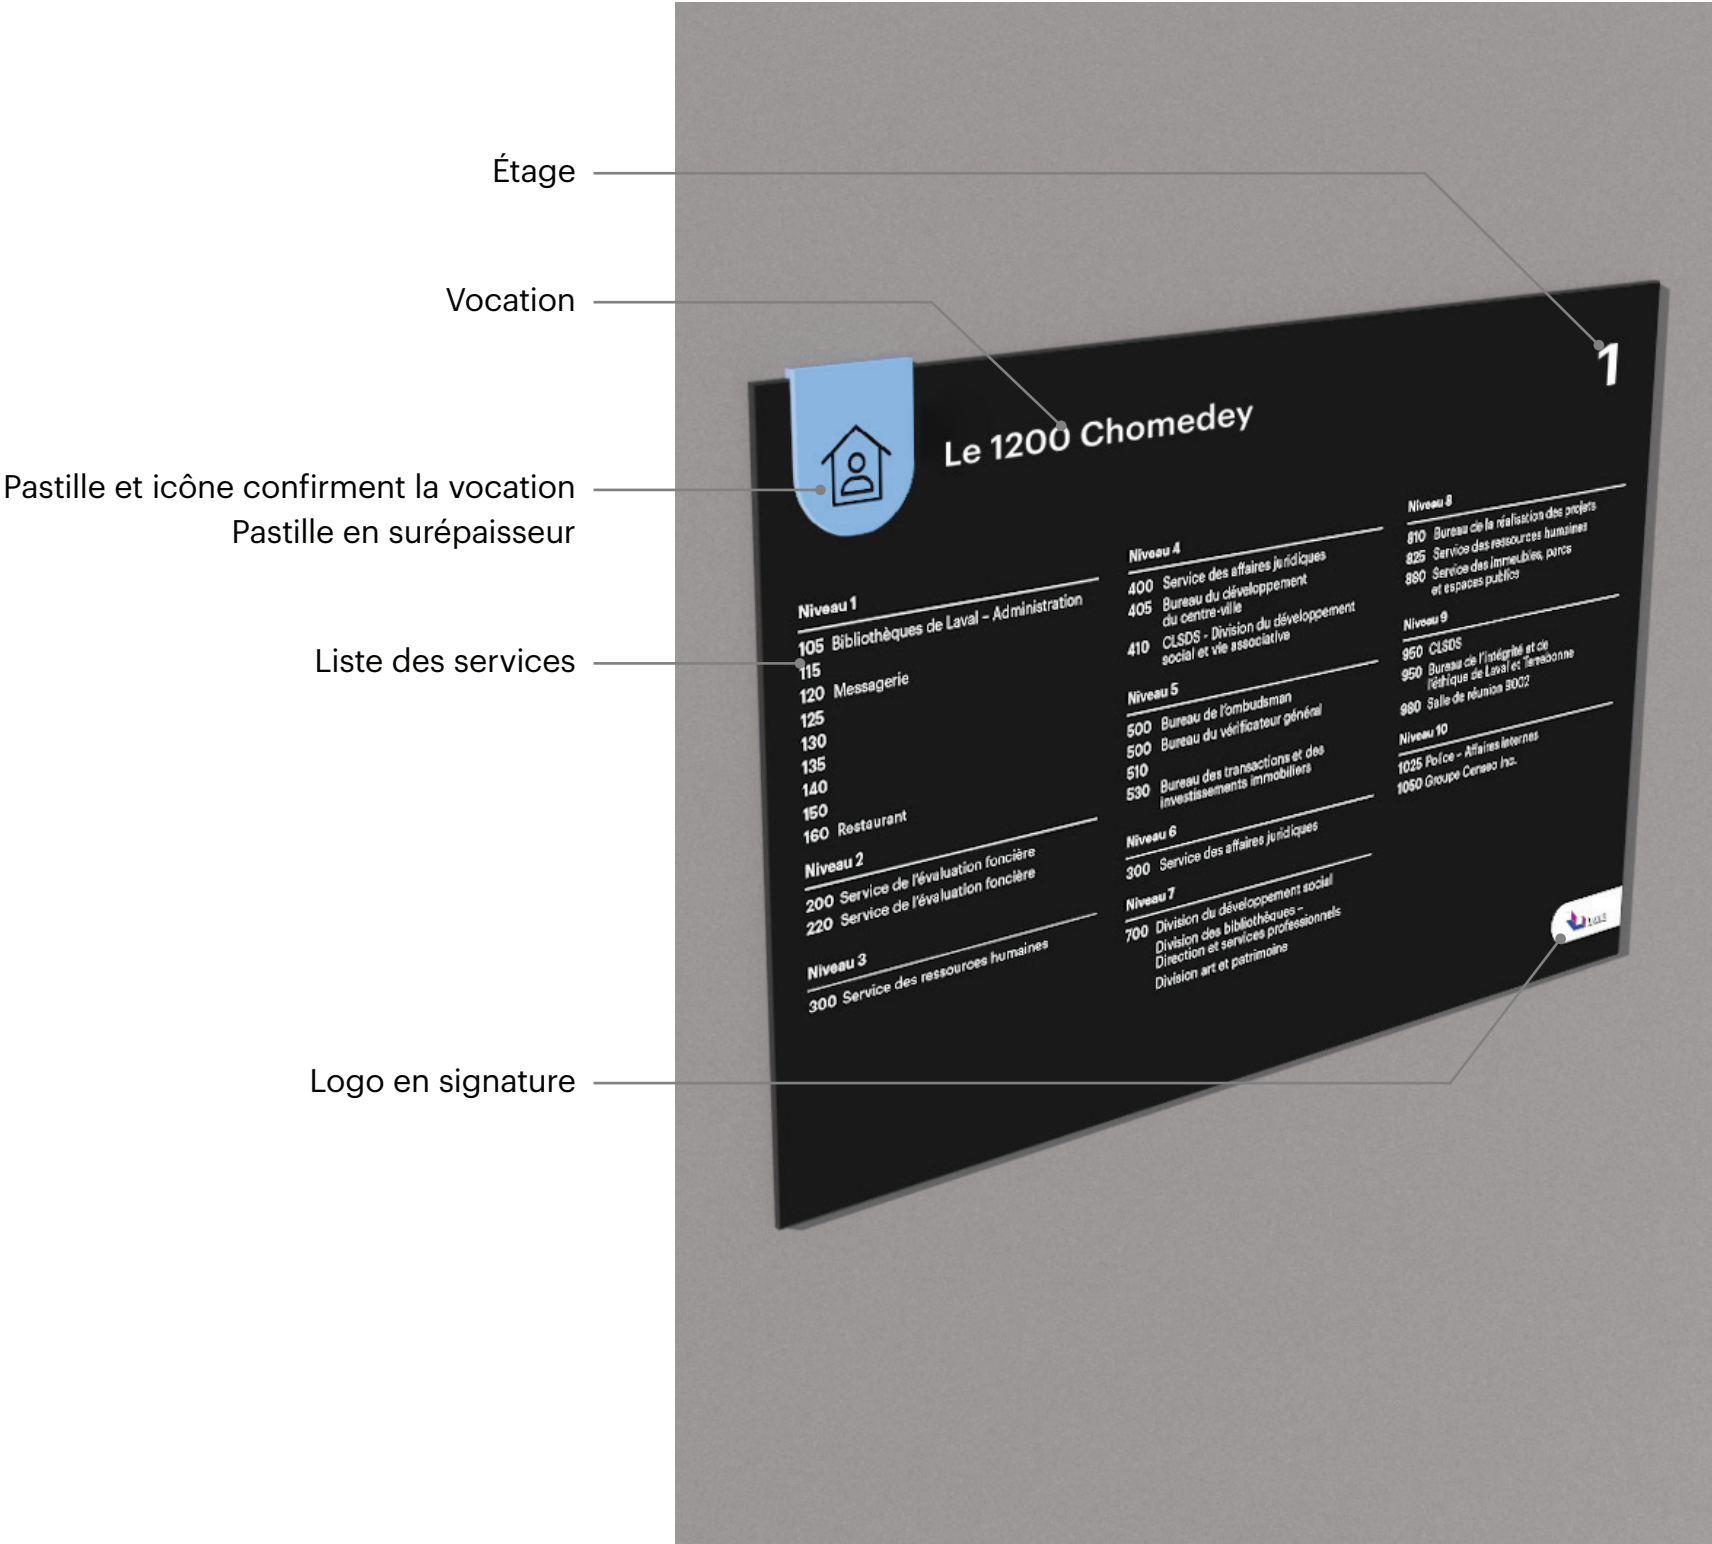 Étage
Vocation
Pastille et icône confirment la vocation
Pastille en surépaisseur
Liste des services
Logo en signature
1
Le 1200 Chomedey
Niveau 1
105 Bibliothèques de Laval – Administration
115
120 Messagerie
125
130
135
140
150
160 Restaurant
Niveau 2
200 Service de l'évaluation foncière
220 Service de l'évaluation foncière
Niveau 3
300 Service des ressources humaines
Niveau 4
400 Service des affaires juridiques
405 Bureau du développement
du centre-ville
410 CLSDS - Division du développement
social et vie associative
Niveau 5
500 Bureau de l'ombudsman
500 Bureau du vérificateur général
510
530 Bureau des transactions et des
investissements immobiliers
Niveau 6
300 Service des affaires juridiques
Niveau 7
700 Division du développement social
Division des bibliothèques –
Direction et services professionnels
Division art et patrimoine
Niveau 8
810 Bureau de la réalisation des projets
825 Service des ressources humaines
880 Service des immeubles, parcs
et espaces publics
Niveau 9
950 CLSDS
950 Bureau de l'intégrité et de
l'éthique de Laval et Terrebonne
980 Salle de réunion 9002
Niveau 10
1025 Police – Affaires internes
1050 Groupe Censeo Inc.